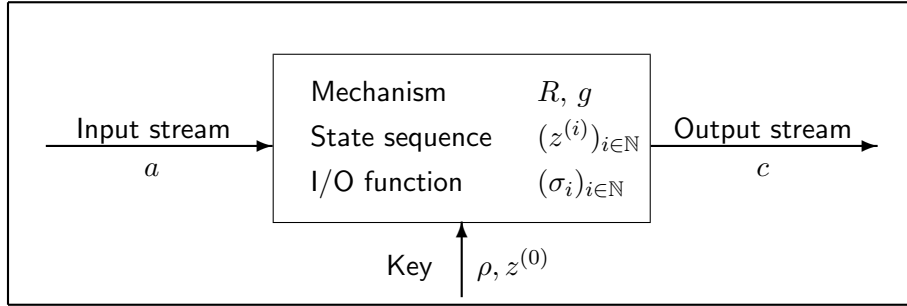 Mechanism R, g
Input stream State sequence (z^{(i)})_{i∈ℕ} Output stream
a I/O function (σ_i)_{i∈ℕ} c
Key ρ, z^{(0)}